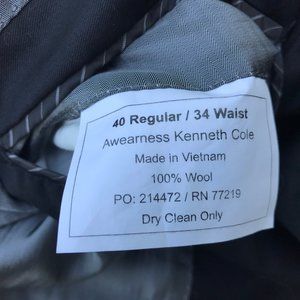 40 Regular / 34 Waist
Awearness Kenneth Cole
Made in Vietnam
100% Wool
PO: 214472 / RN 77219
Dry Clean Only